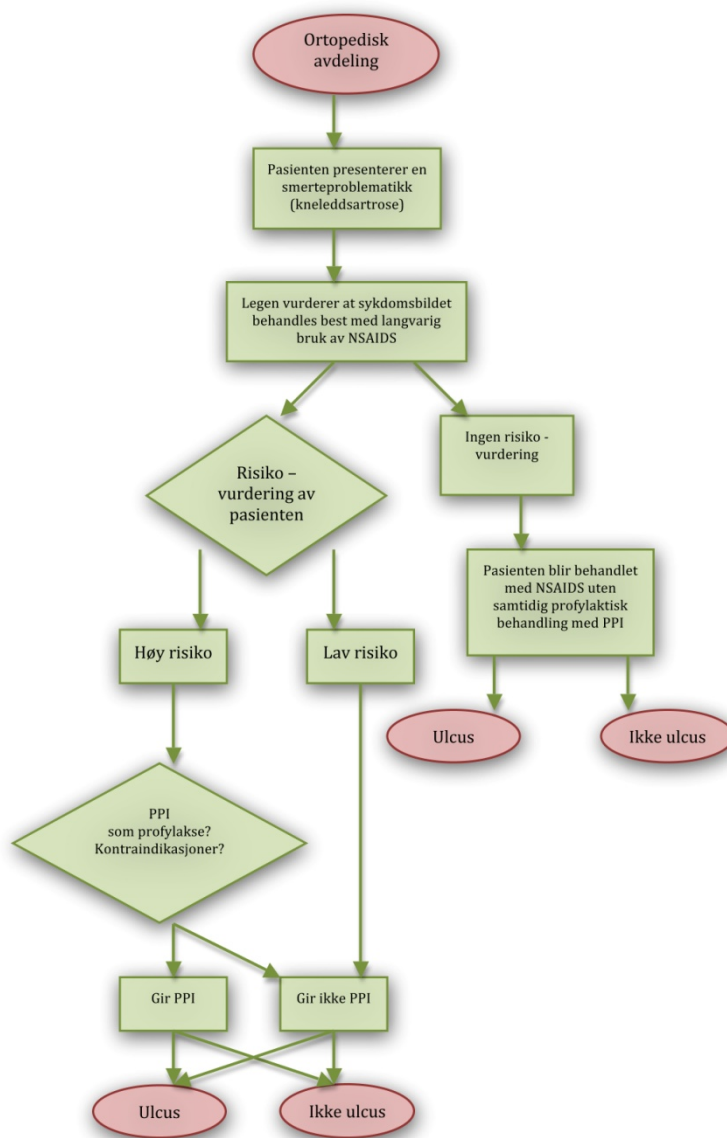 Ortopedisk
avdeling
Pasienten presenterer en
smerteproblematikk
(kneleddsartrose)
Legen vurderer at sykdomsbildet
behandles best med langvarig
bruk av NSAIDS
Risiko –
vurdering av
pasienten
Ingen risiko -
vurdering
Pasienten blir behandlet
med NSAIDS uten
samtidig profylaktisk
behandling med PPI
Høy risiko
Lav risiko
Ulcus
Ikke ulcus
PPI
som profylakse?
Kontraindikasjoner?
Gir PPI
Gir ikke PPI
Ulcus
Ikke ulcus